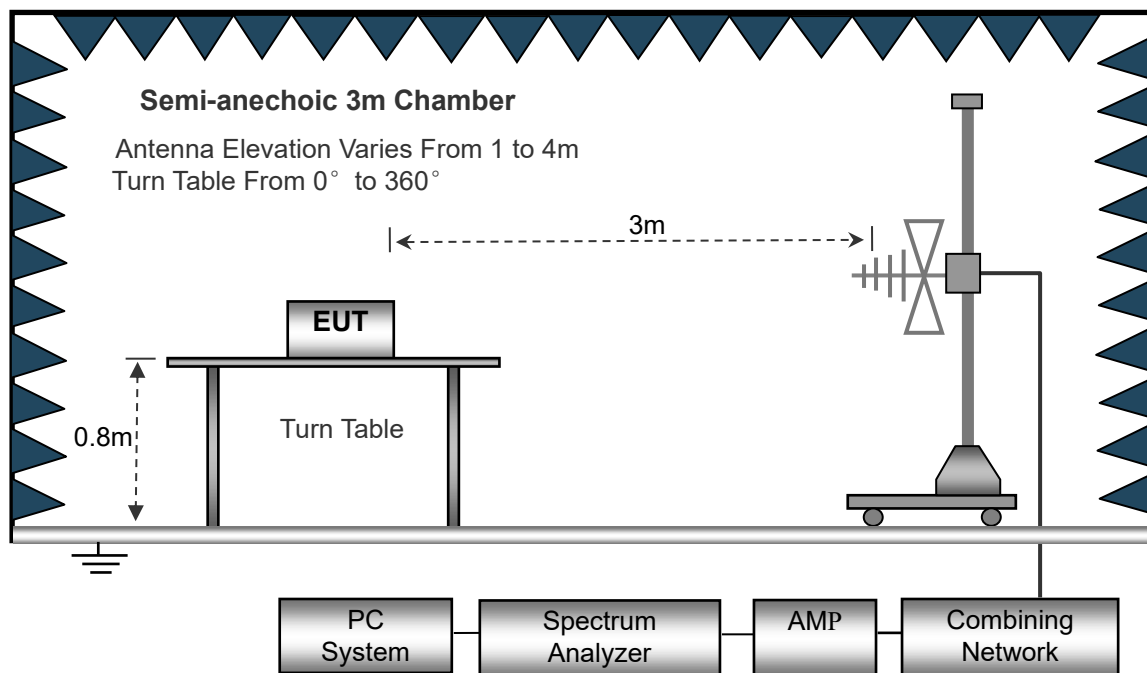 Semi-anechoic 3m Chamber
Antenna Elevation Varies From 1 to 4m
Turn Table From 0° to 360°
3m
EUT
0.8m
Turn Table
PC
System
Spectrum
Analyzer
AMP
Combining
Network